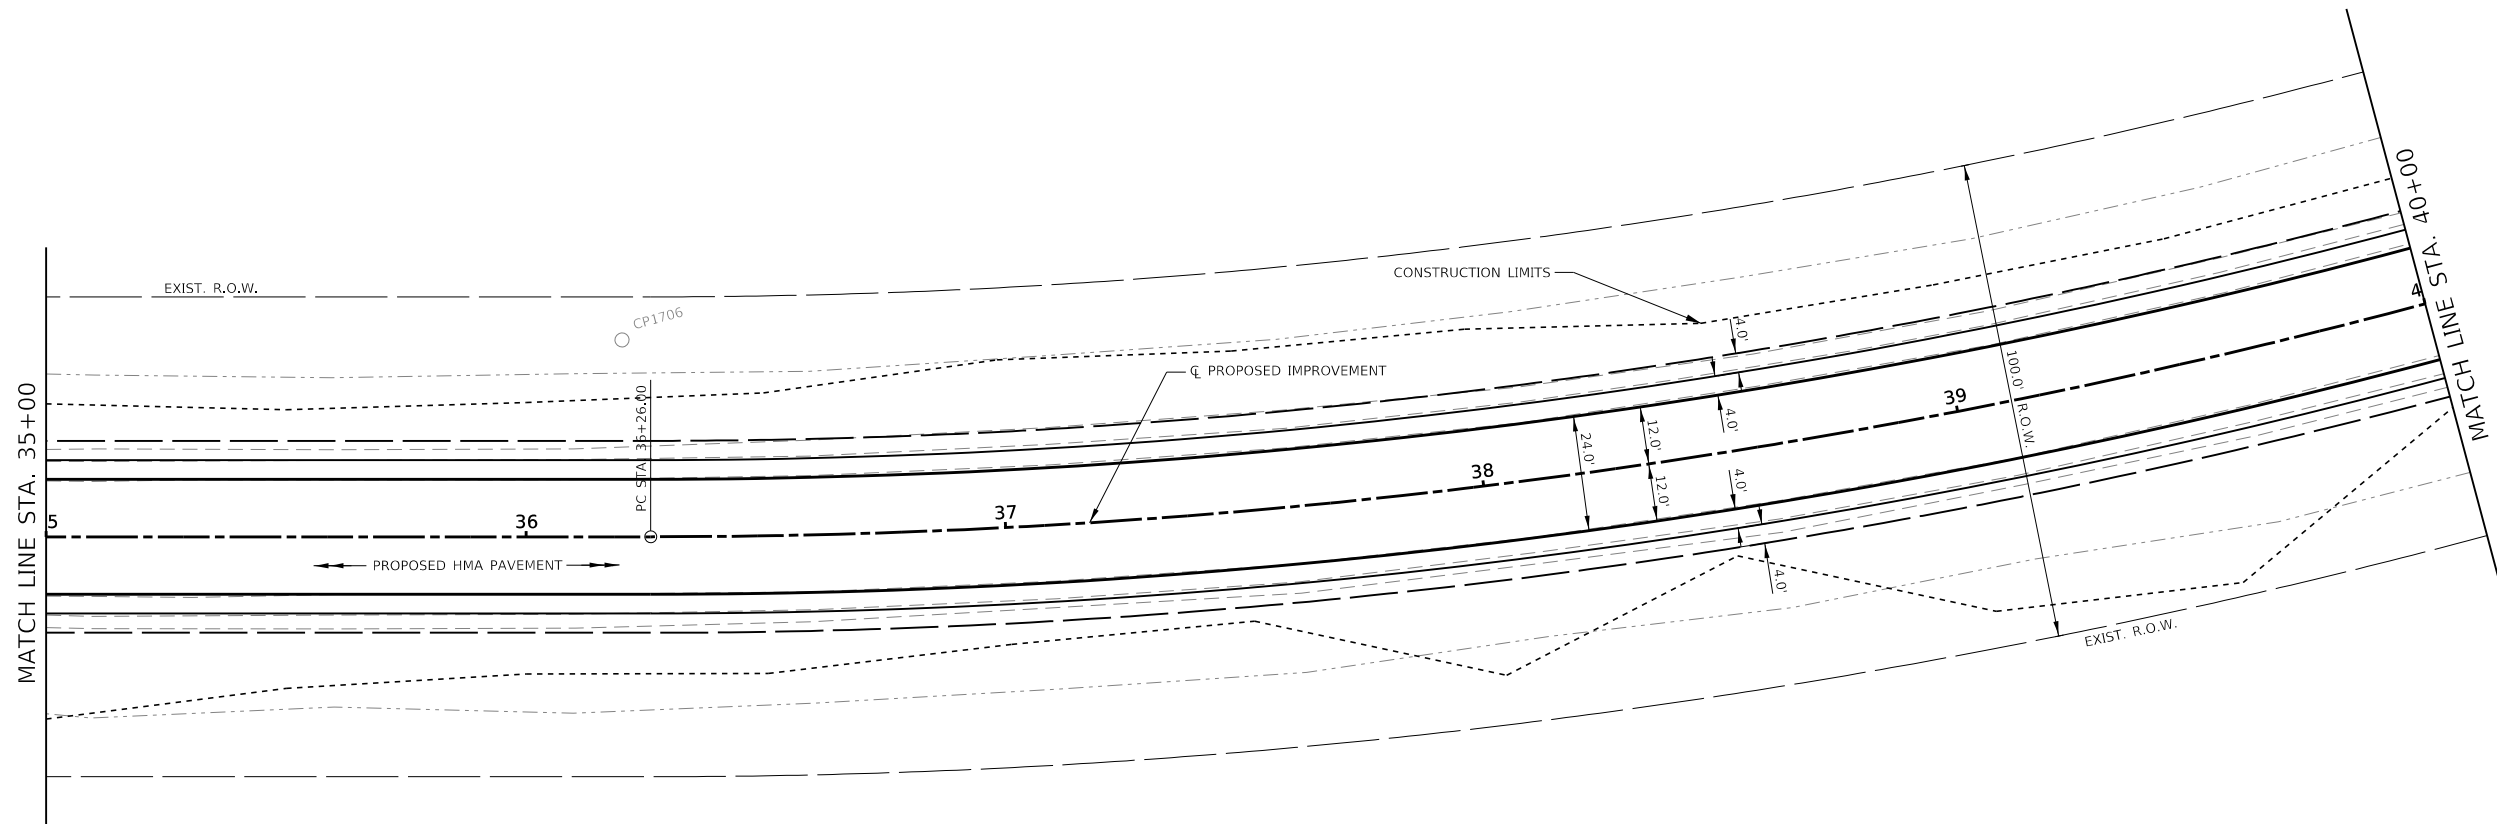 MATCH LINE STA. 35+00
EXIST. R.O.W.
CP1706
PC STA. 36+26.00
5
36
37
38
39
4
PROPOSED HMA PAVEMENT
℄ PROPOSED IMPROVEMENT
CONSTRUCTION LIMITS
4.0'
4.0'
24.0'
12.0'
12.0'
4.0'
4.0'
100.0' R.O.W.
EXIST. R.O.W.
MATCH LINE STA. 40+00